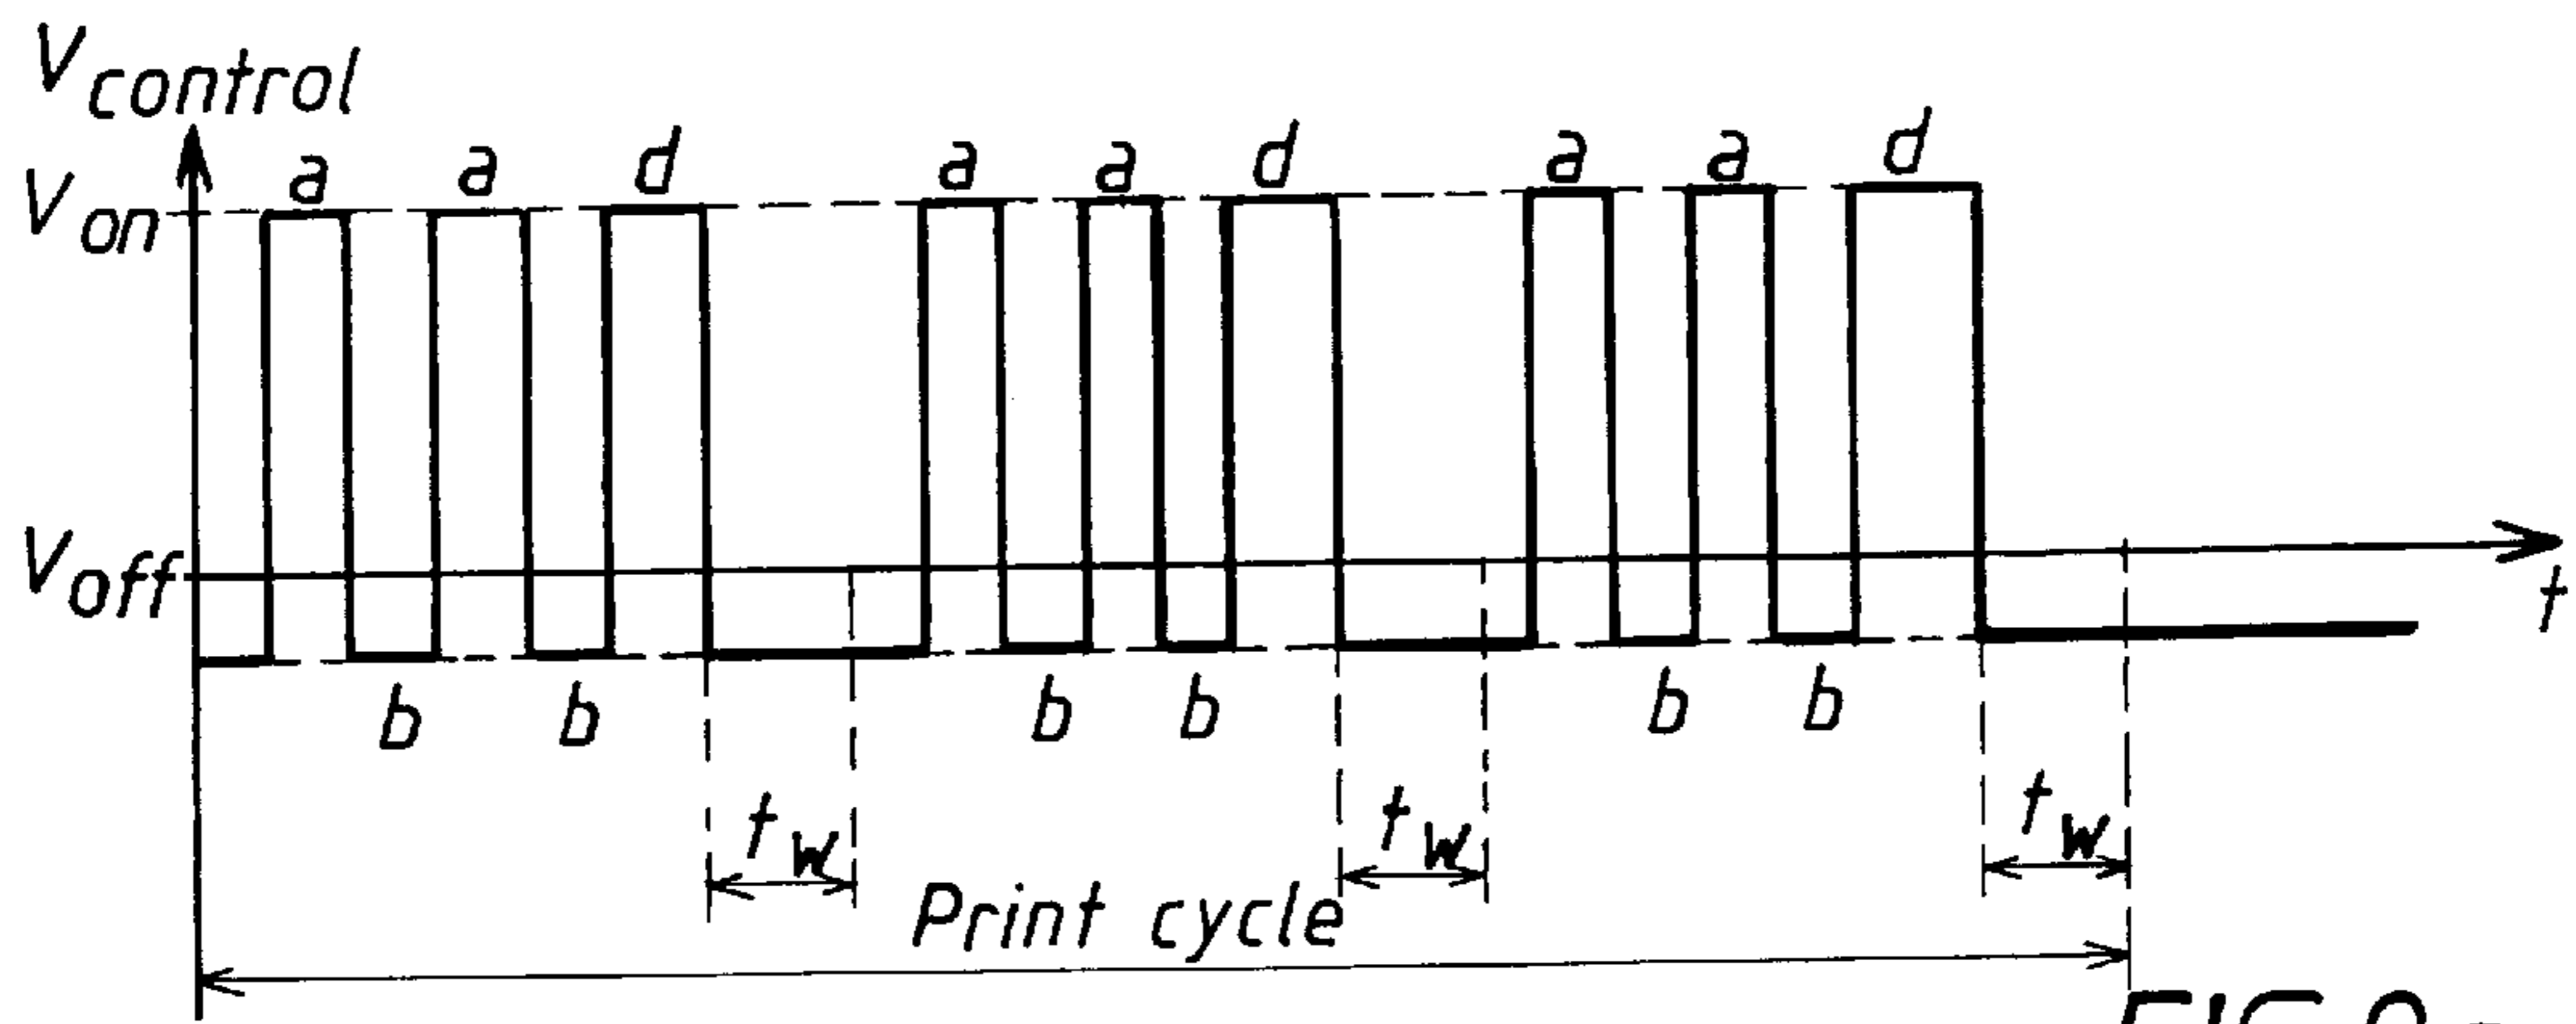 Vcontrol
Von
a a d a a d a a d
Voff
t
b b b b b b
tw tw tw
Print cycle